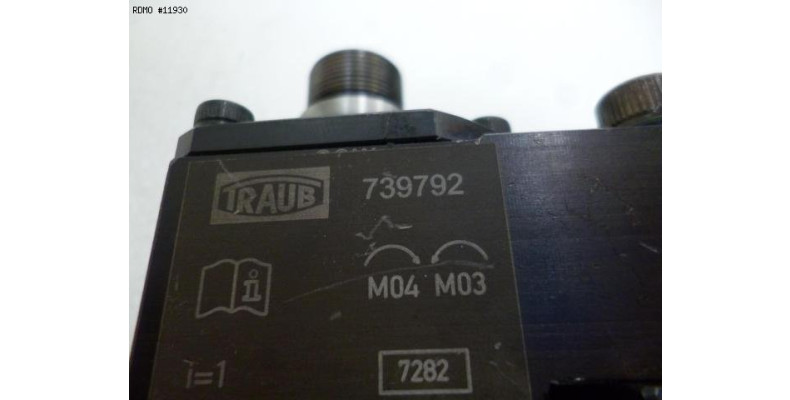 RDMO #11930
TRAUB 739792
M04 M03
i=1 7282